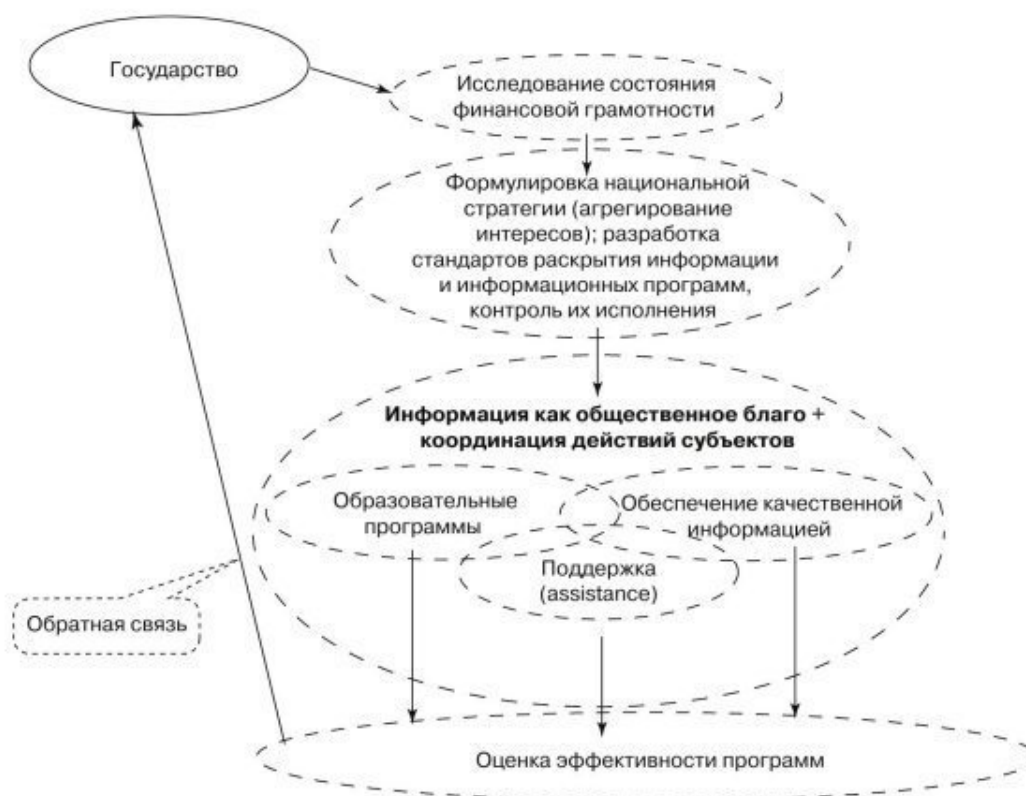 Государство
Исследование состояния
финансовой грамотности
Формулировка национальной
стратегии (агрегирование
интересов); разработка
стандартов раскрытия информации
и информационных программ,
контроль их исполнения
Информация как общественное благо +
координация действий субъектов
Образовательные
программы
Обеспечение качественной
информацией
Поддержка
(assistance)
Обратная связь
Оценка эффективности программ